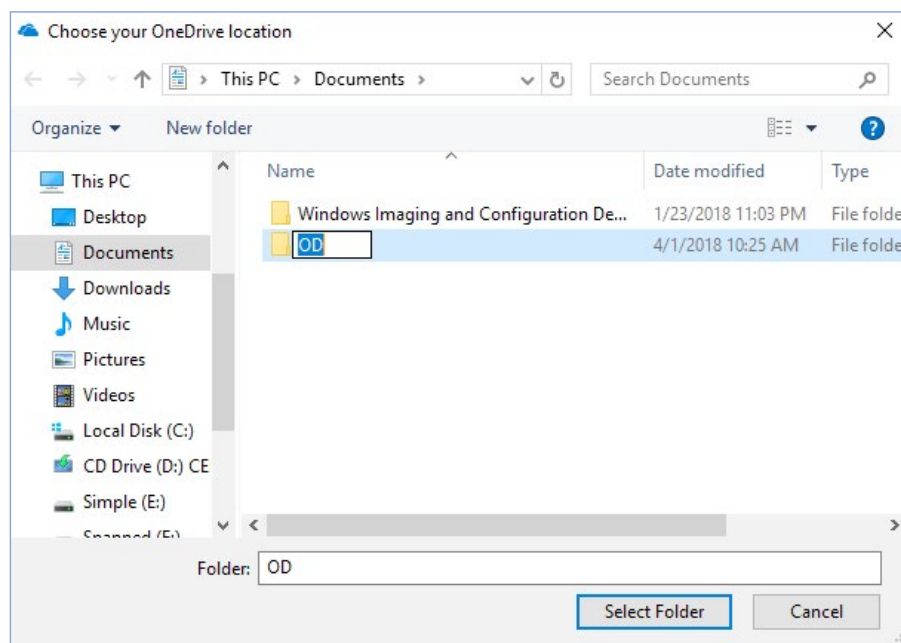 Choose your OneDrive location
This PC > Documents >
Search Documents
Organize
New folder
?
Name
Date modified
Type
This PC
Desktop
Documents
Downloads
Music
Pictures
Videos
Local Disk (C:)
CD Drive (D:) CE
Simple (E:)
Spanned (F:)
Windows Imaging and Configuration De... 1/23/2018 11:03 PM File folde
OD 4/1/2018 10:25 AM File folde
Folder: OD
Select Folder
Cancel